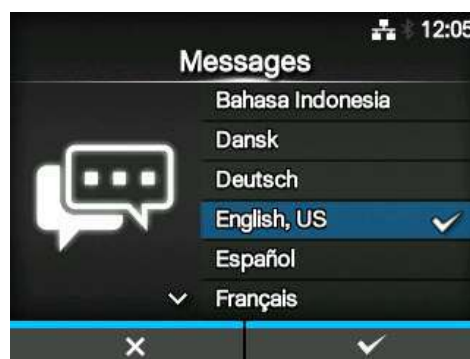 12:05
Messages
Bahasa Indonesia
Dansk
Deutsch
English, US
Español
Français